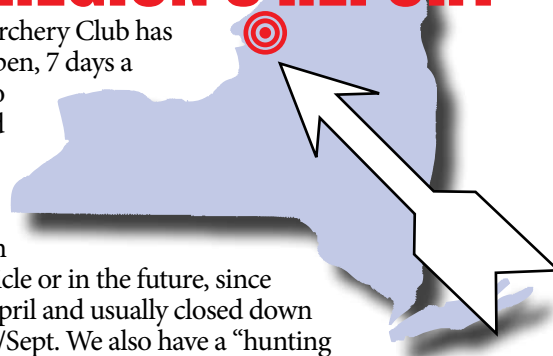 rchery Club has
pen, 7 days a
cle or in the future, since
pril and usually closed down
/Sept. We also have a “hunting